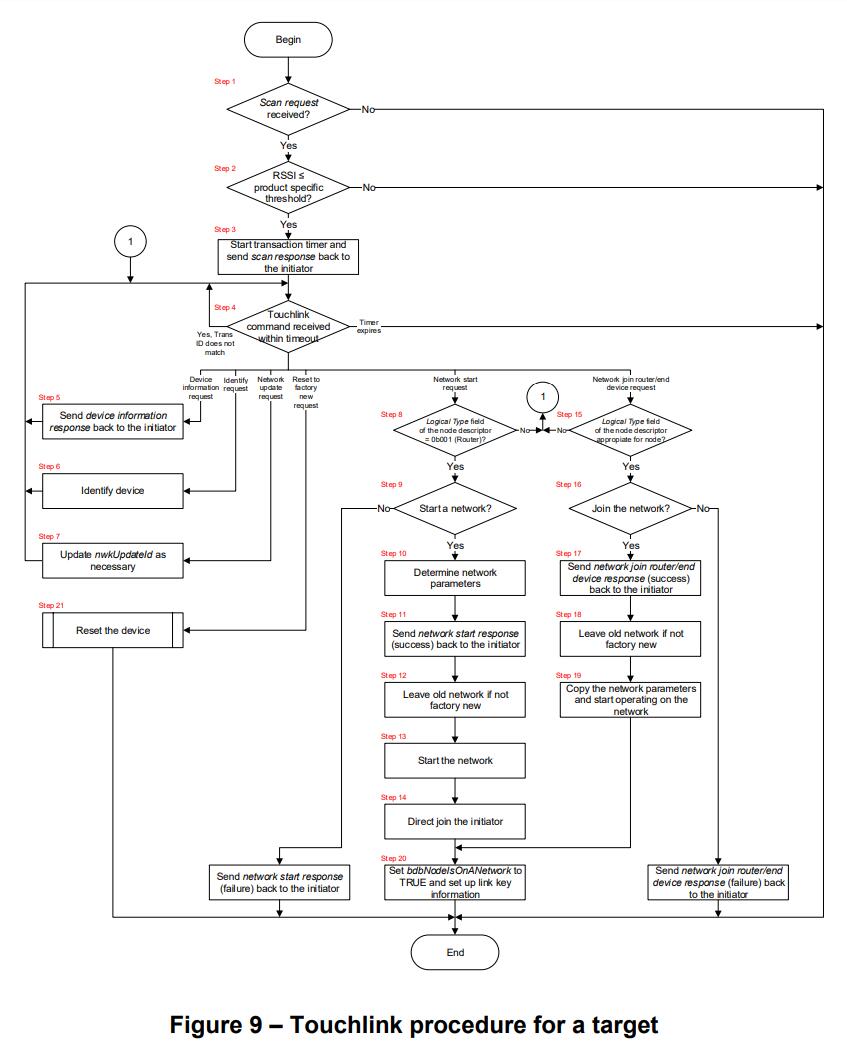 Begin
Step 1
Scan request
received?
No
Yes
Step 2
RSSI ≤
product specific
threshold?
No
Yes
Step 3
Start transaction timer and
send scan response back to
the initiator
1
Step 4
Touchlink
command received
within timeout
Timer
expires
Yes, Trans
ID does not
match
Device
information
request
Identify
request
Network
update
request
Reset to
factory
new
request
Network start
request
Network join router/end
device request
1
Step 5
Send device information
response back to the initiator
Step 8
Logical Type field
of the node descriptor
= 0b001 (Router)?
No
Yes
Step 15
Logical Type field
of the node descriptor
appropiate for node?
No
Yes
Step 6
Identify device
Step 9
Start a network?
No
Yes
Step 16
Join the network?
No
Yes
Step 7
Update nwkUpdateId as
necessary
Step 10
Determine network
parameters
Step 17
Send network join router/end
device response (success)
back to the initiator
Step 21
Reset the device
Step 11
Send network start response
(success) back to the initiator
Step 18
Leave old network if not
factory new
Step 12
Leave old network if not
factory new
Step 19
Copy the network parameters
and start operating on the
network
Step 13
Start the network
Step 14
Direct join the initiator
Send network start response
(failure) back to the initiator
Step 20
Set bdbNodeIsOnANetwork to
TRUE and set up link key
information
Send network join router/end
device response (failure) back
to the initiator
End
Figure 9 – Touchlink procedure for a target